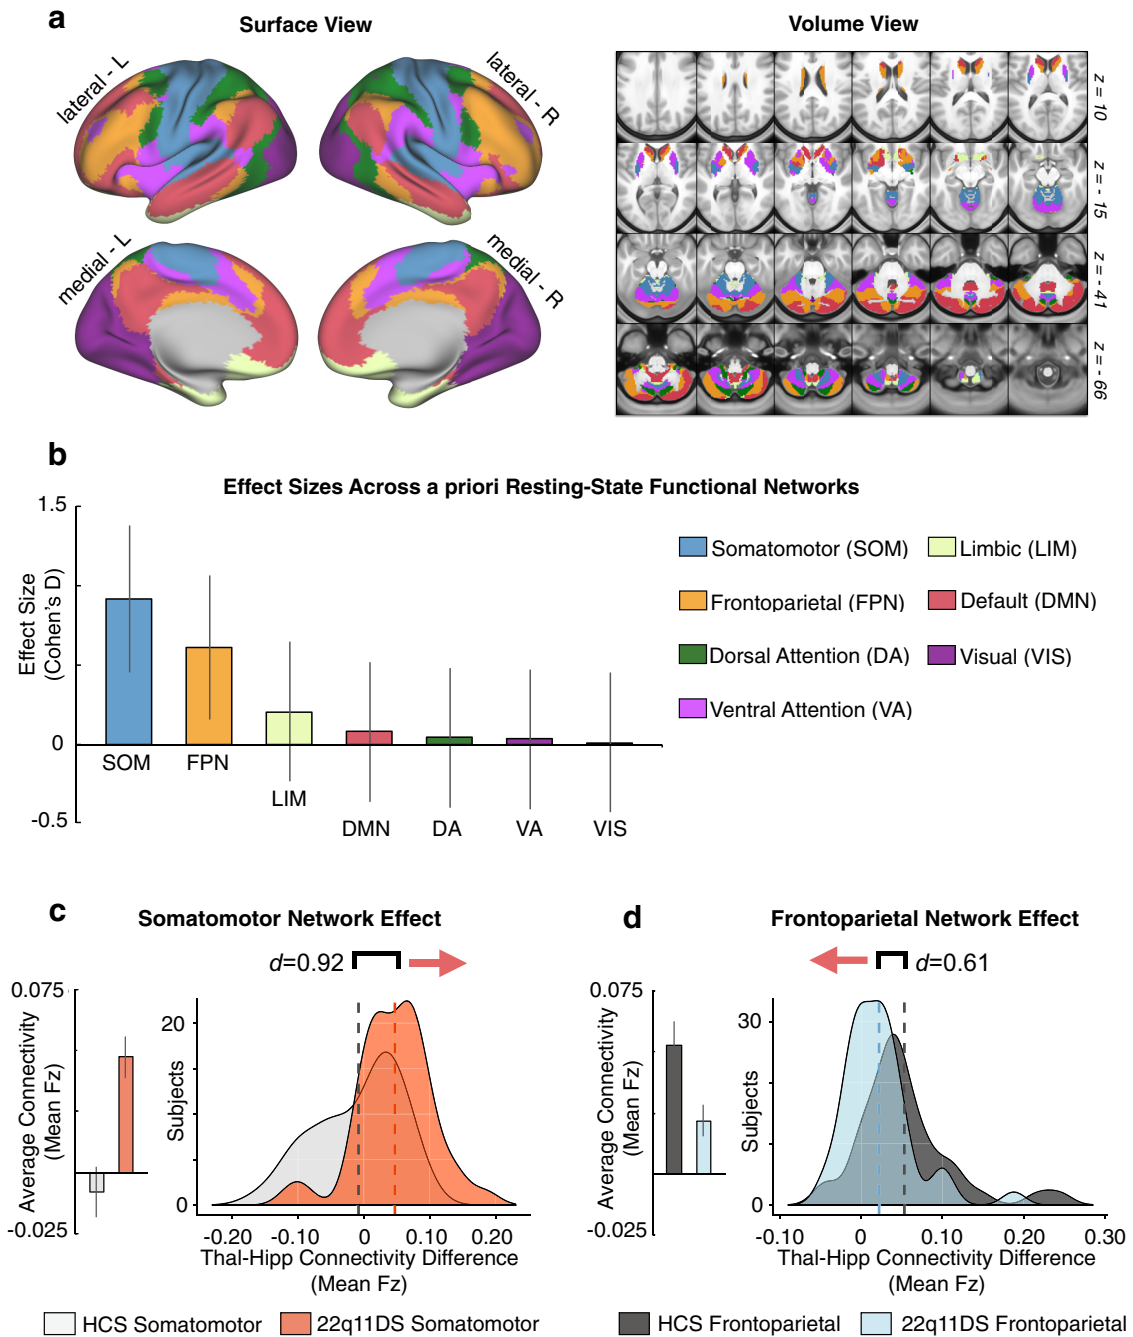 a
Surface View
Volume View
lateral - L
lateral - R
medial - L
medial - R
z = 10
z = - 15
z = - 41
z = - 66
b
Effect Sizes Across a priori Resting-State Functional Networks
Effect Size
(Cohen's D)
1.5
0
-0.5
SOM
FPN
LIM
DMN
DA
VA
VIS
Somatomotor (SOM)
Limbic (LIM)
Frontoparietal (FPN)
Default (DMN)
Dorsal Attention (DA)
Visual (VIS)
Ventral Attention (VA)
c
Somatomotor Network Effect
d=0.92
Average Connectivity
(Mean Fz)
0.075
-0.025
Subjects
20
0
-0.20
-0.10
0
0.10
0.20
Thal-Hipp Connectivity Difference
(Mean Fz)
HCS Somatomotor
22q11DS Somatomotor
d
Frontoparietal Network Effect
d=0.61
Average Connectivity
(Mean Fz)
0.075
-0.025
Subjects
30
0
-0.10
0
0.10
0.20
0.30
Thal-Hipp Connectivity Difference
(Mean Fz)
HCS Frontoparietal
22q11DS Frontoparietal